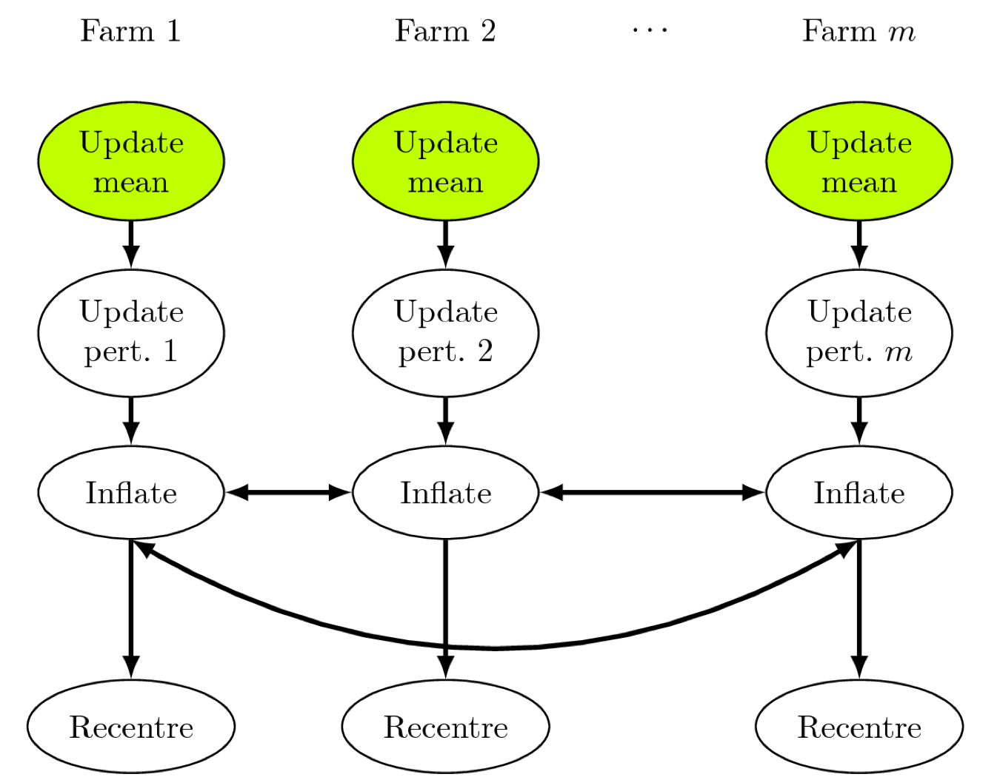 Farm 1
Farm 2
···
Farm m
Update
mean
Update
mean
Update
mean
Update
pert. 1
Update
pert. 2
Update
pert. m
Inflate
Inflate
Inflate
Recentre
Recentre
Recentre